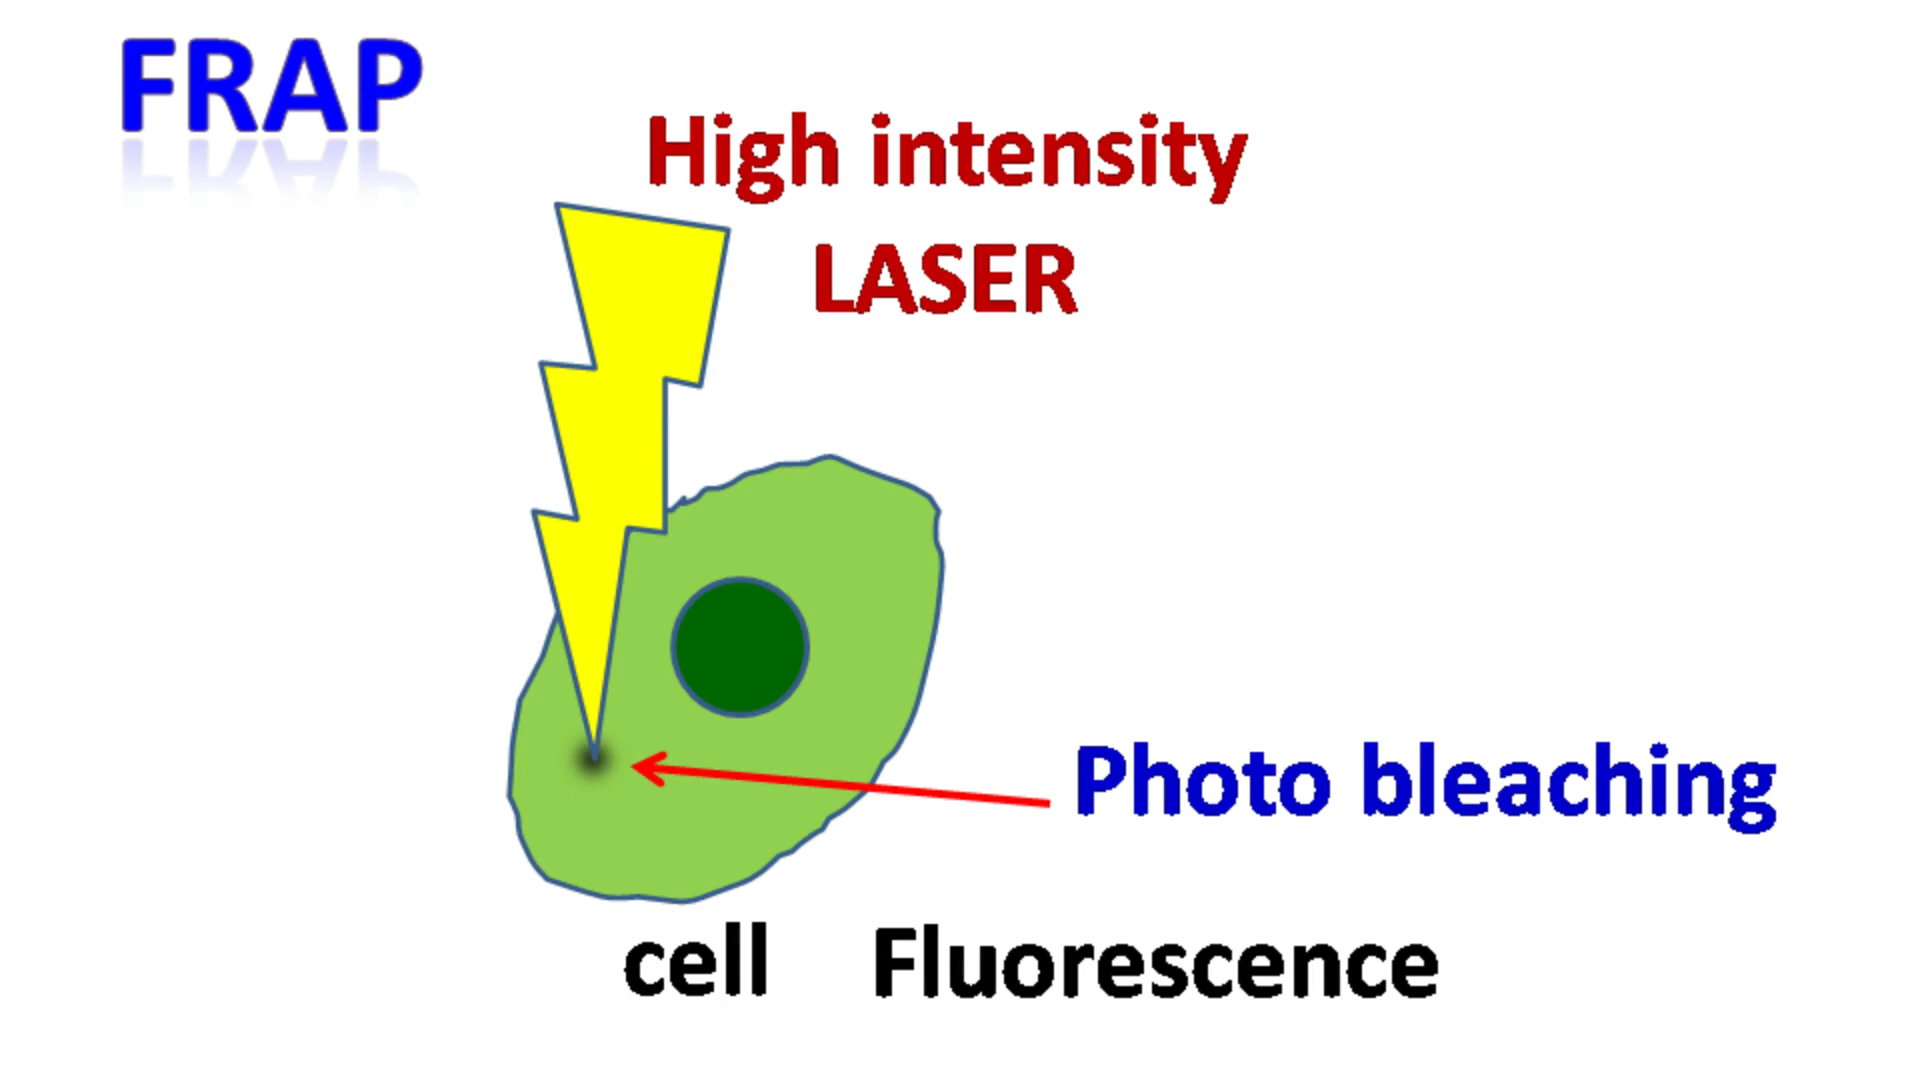 FRAP
High intensity
LASER
Photo bleaching
cell Fluorescence